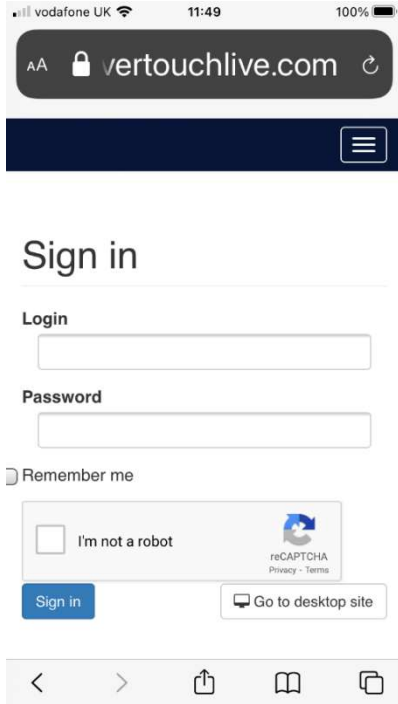 vodafone UK 11:49 100%
AA vertouchlive.com
Sign in
Login
Password
Remember me
I'm not a robot
reCAPTCHA
Privacy - Terms
Sign in Go to desktop site